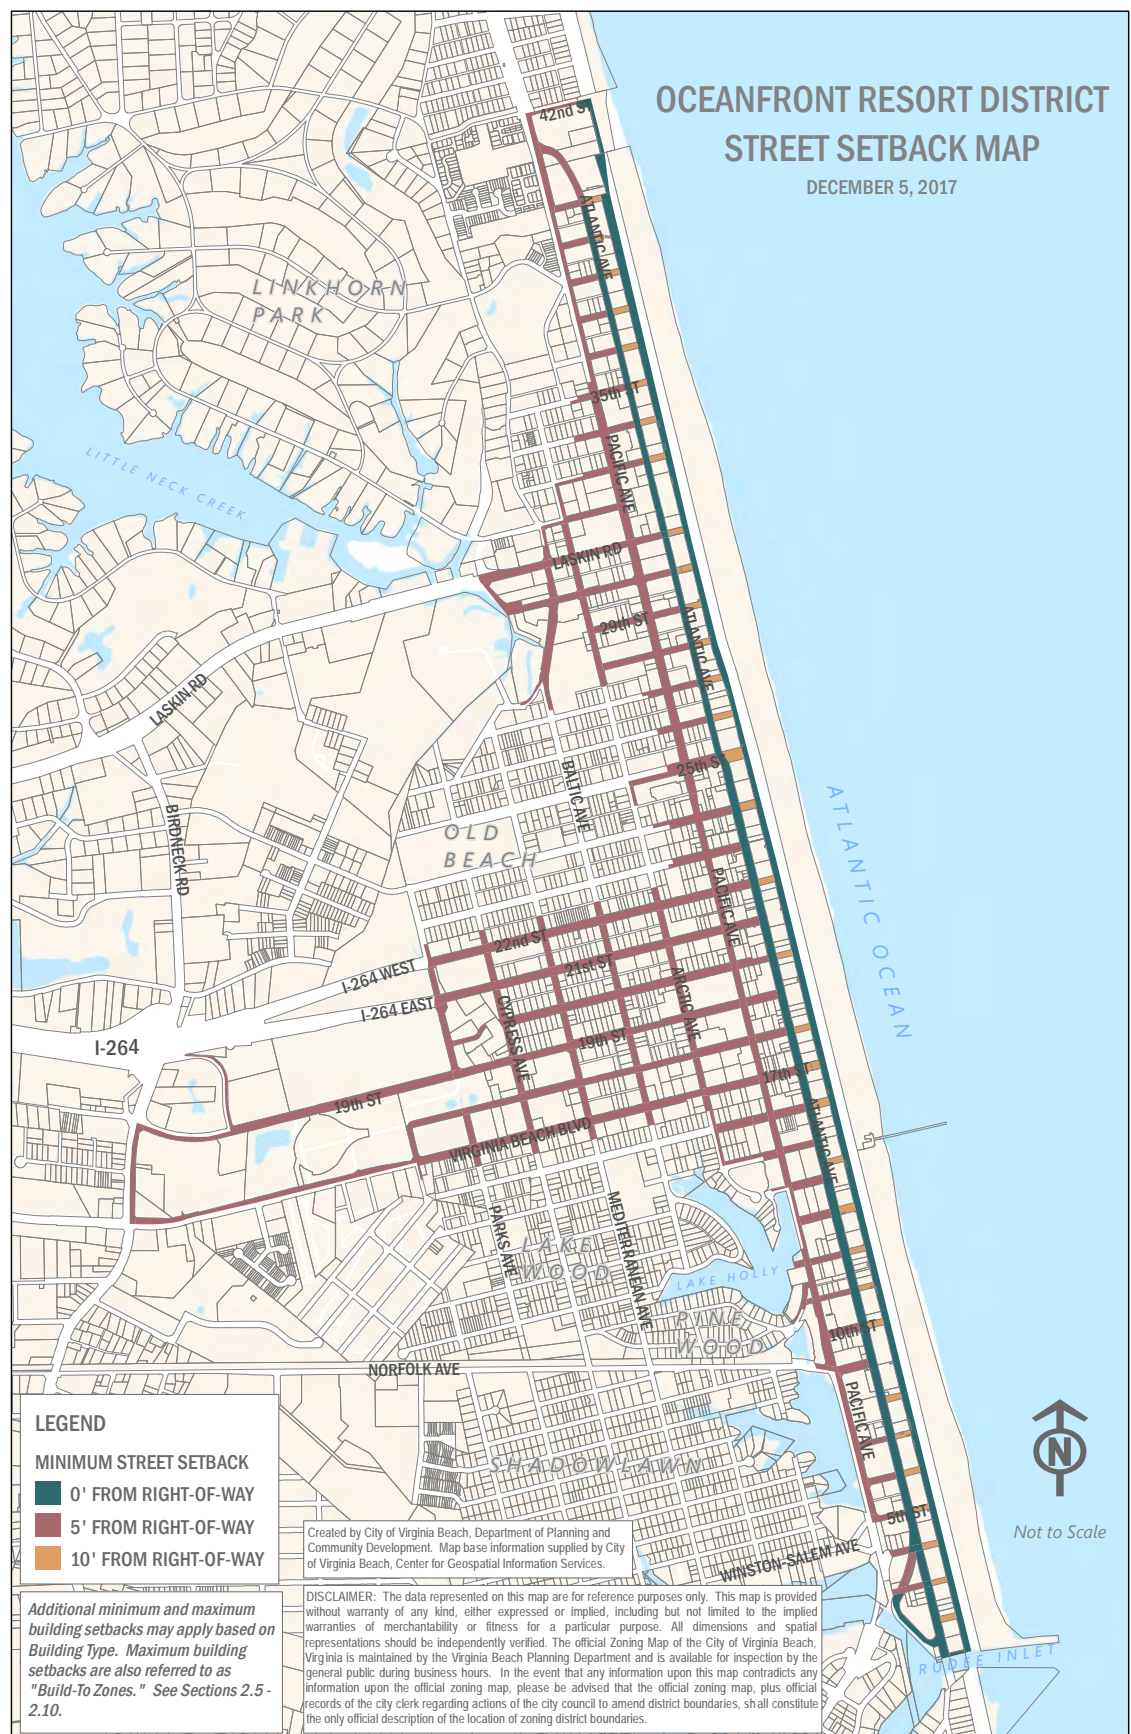 OCEANFRONT RESORT DISTRICT
STREET SETBACK MAP
DECEMBER 5, 2017
42nd ST
ATLANTIC AVE
LINKHORN
PARK
35th ST
PACIFIC AVE
LITTLE NECK CREEK
LASKIN RD
29th ST
ATLANTIC AVE
LASKIN RD
25th ST
BALTIC AVE
ATLANTIC OCEAN
BIRDNECK RD
OLD
BEACH
PACIFIC AVE
22nd ST
21st ST
I-264 WEST
ARCTIC AVE
I-264 EAST
CYPRESS AVE
I-264
19th ST
17th ST
19th ST
ATLANTIC AVE
VIRGINIA BEACH BLVD
PARKS AVE
MEDITERRANEAN AVE
LAKE
WOOD
LAKE HOLLY
PINE
WOOD
10th ST
NORFOLK AVE
PACIFIC AVE
SHADOWLAWN
5th ST
WINSTON-SALEM AVE
RUDEE INLET
N
Not to Scale
LEGEND
MINIMUM STREET SETBACK
0' FROM RIGHT-OF-WAY
5' FROM RIGHT-OF-WAY
10' FROM RIGHT-OF-WAY
Additional minimum and maximum
building setbacks may apply based on
Building Type. Maximum building
setbacks are also referred to as
"Build-To Zones." See Sections 2.5 -
2.10.
Created by City of Virginia Beach, Department of Planning and
Community Development. Map base information supplied by City
of Virginia Beach, Center for Geospatial Information Services.
DISCLAIMER: The data represented on this map are for reference purposes only. This map is provided
without warranty of any kind, either expressed or implied, including but not limited to the implied
warranties of merchantability or fitness for a particular purpose. All dimensions and spatial
representations should be independently verified. The official Zoning Map of the City of Virginia Beach,
Virginia is maintained by the Virginia Beach Planning Department and is available for inspection by the
general public during business hours. In the event that any information upon this map contradicts any
information upon the official zoning map, please be advised that the official zoning map, plus official
records of the city clerk regarding actions of the city council to amend district boundaries, shall constitute
the only official description of the location of zoning district boundaries.